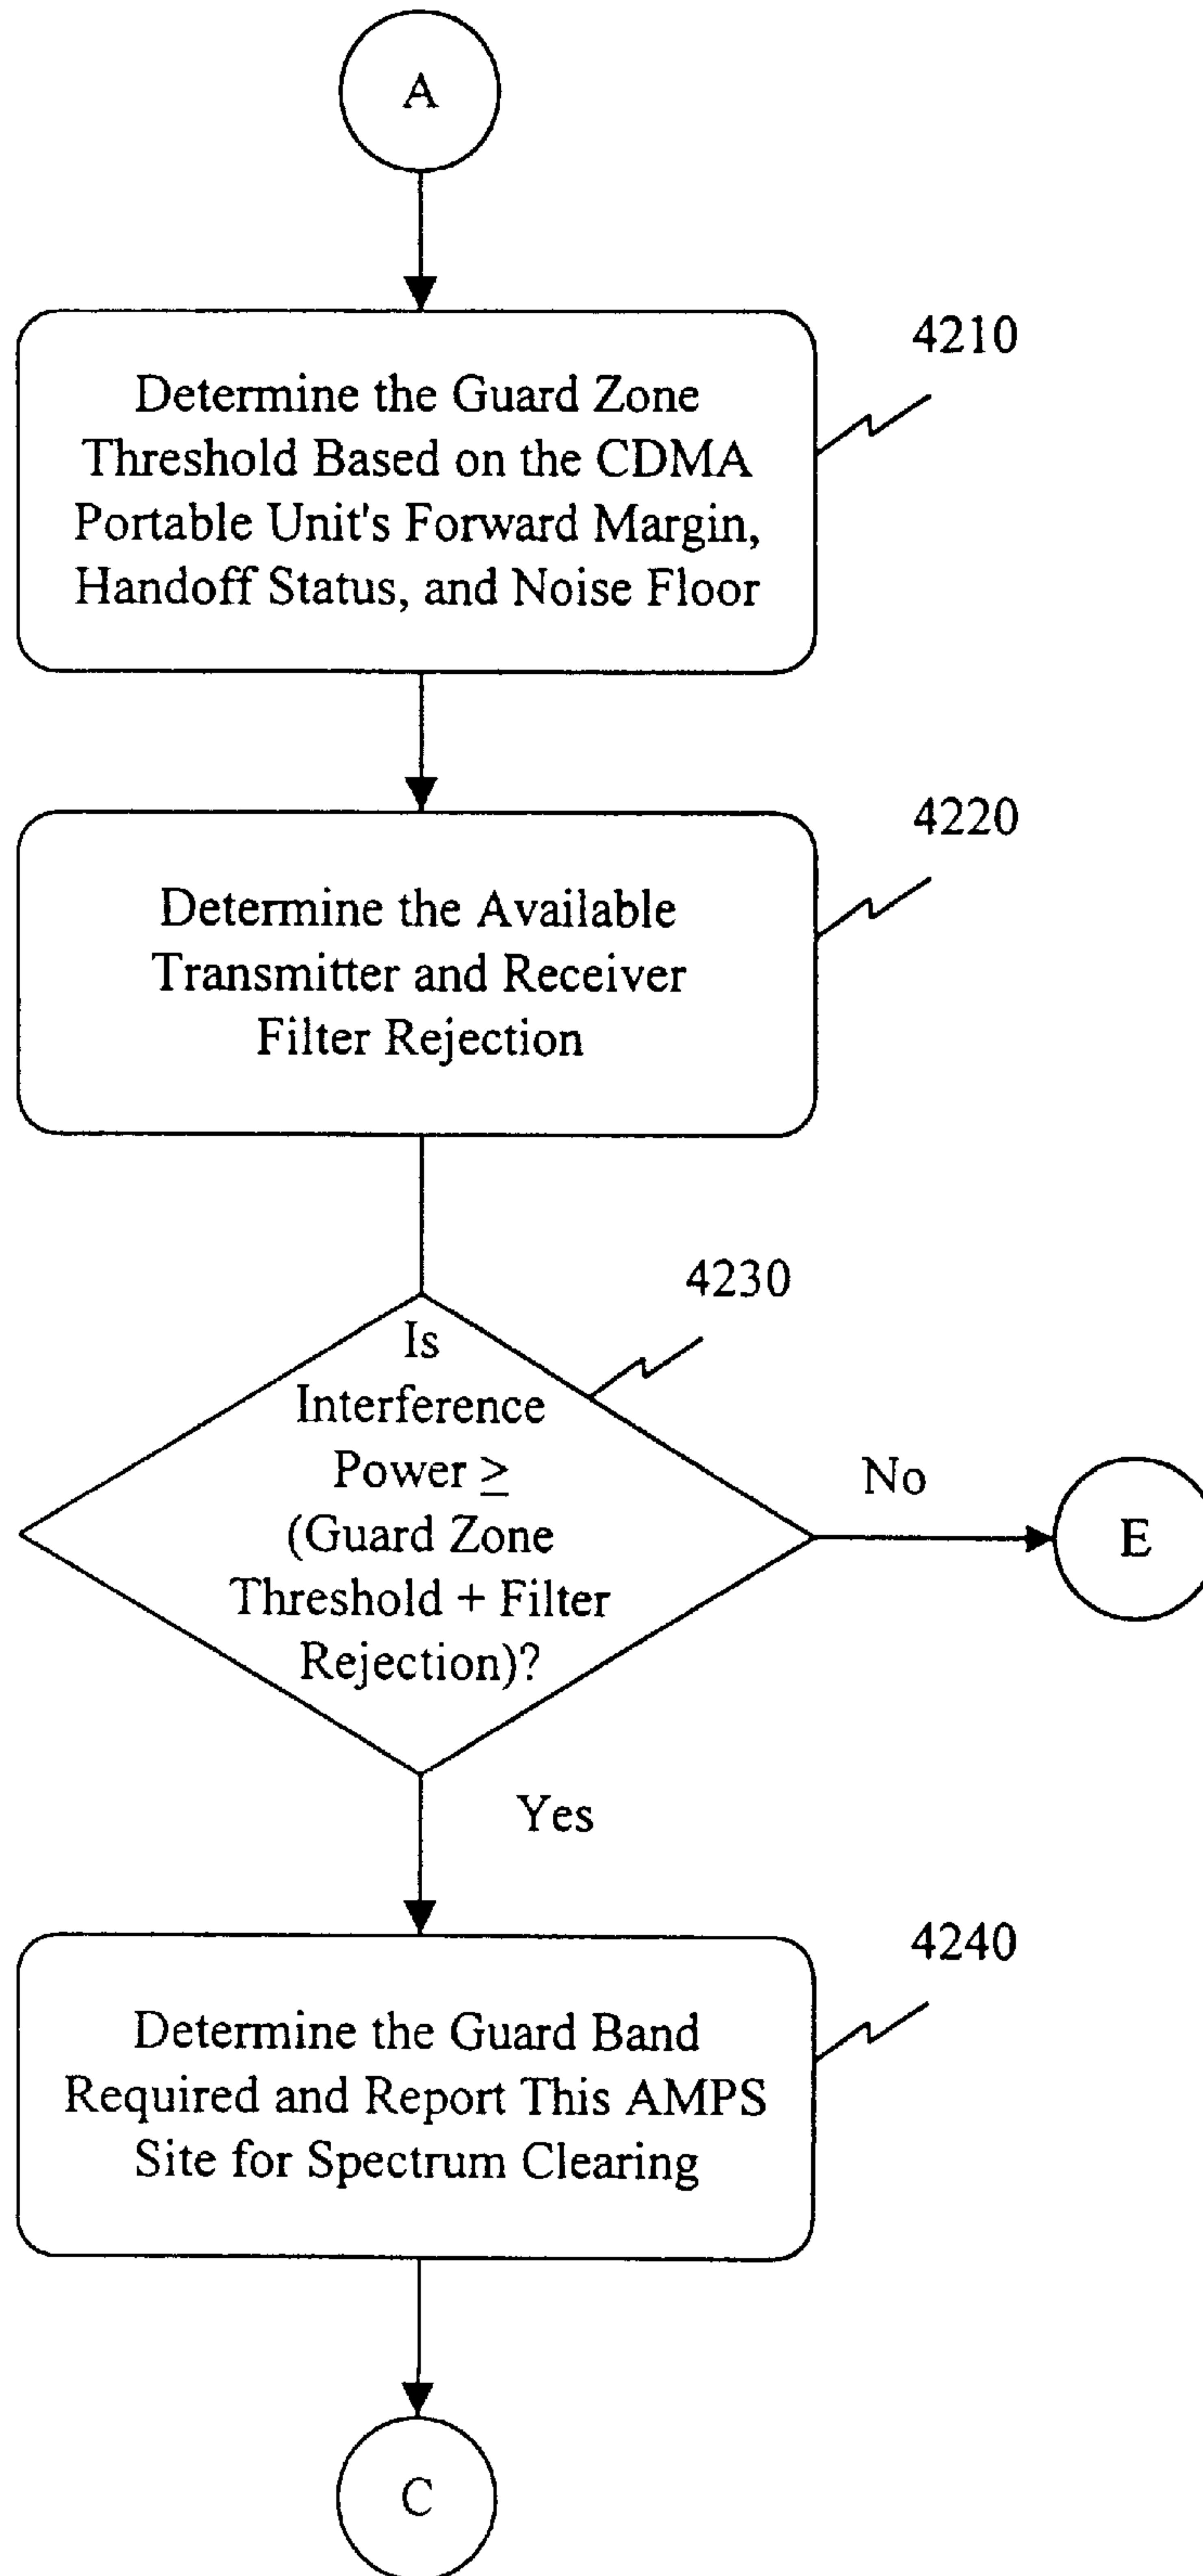 A
4210
Determine the Guard Zone
Threshold Based on the CDMA
Portable Unit's Forward Margin,
Handoff Status, and Noise Floor
4220
Determine the Available
Transmitter and Receiver
Filter Rejection
4230
Is
Interference
Power ≥
(Guard Zone
Threshold + Filter
Rejection)?
No
E
Yes
4240
Determine the Guard Band
Required and Report This AMPS
Site for Spectrum Clearing
C